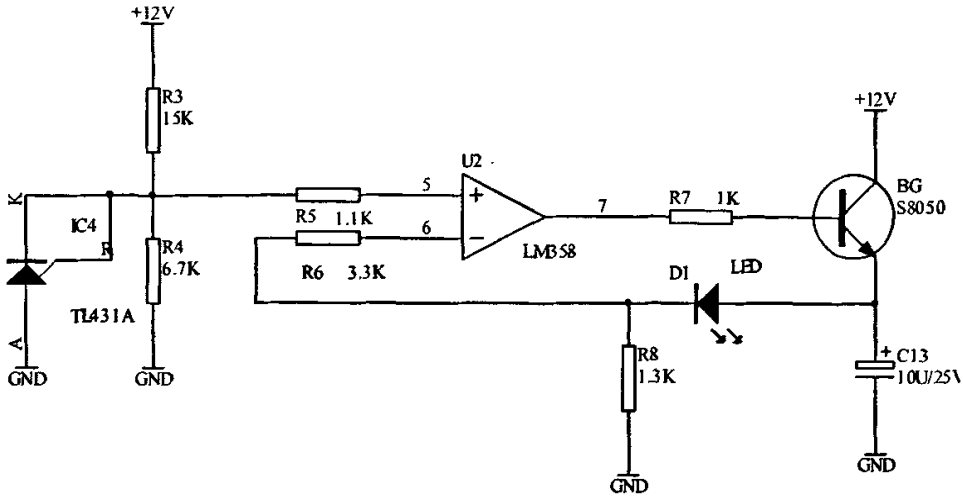 +12V
R3
15K
+12V
U2
K
5
R7
1K
BG
S8050
IC4
+
7
R
R5
1.1K
R4
6.7K
6
−
LM358
R6
3.3K
D1
LED
TL431A
A
R8
1.3K
+
C13
10U/25V
GND
GND
GND
GND